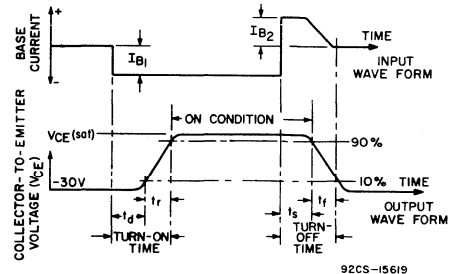 +
BASE
CURRENT
-
IB1
IB2
TIME
INPUT
WAVE FORM
COLLECTOR-TO-EMITTER
VOLTAGE (VCE)
VCE(sat)
-30V
ON CONDITION
90%
10%
TIME
OUTPUT
WAVE FORM
td
tr
ts
tf
TURN-ON
TIME
TURN-
OFF
TIME
92CS-15619